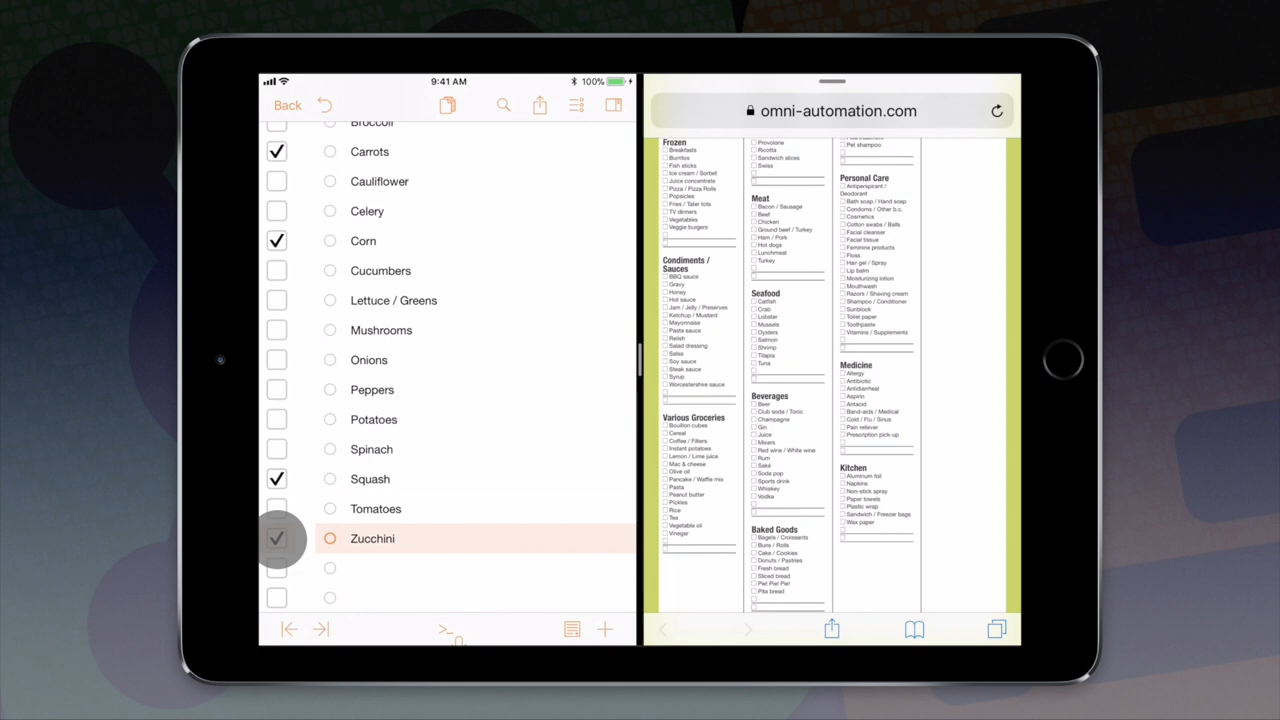 9:41 AM
100%
Back
Broccoli
Carrots
Cauliflower
Celery
Corn
Cucumbers
Lettuce / Greens
Mushrooms
Onions
Peppers
Potatoes
Spinach
Squash
Tomatoes
Zucchini
>_
omni-automation.com
Frozen
Breakfasts
Burritos
Fish sticks
Ice cream / Sorbet
Juice concentrate
Pizza / Pizza Rolls
Popsicles
Fries / Tater tots
TV dinners
Vegetables
Veggie burgers
Condiments /
Sauces
BBQ sauce
Gravy
Honey
Hot sauce
Jam / Jelly / Preserves
Ketchup / Mustard
Mayonnaise
Pasta sauce
Relish
Salad dressing
Salsa
Soy sauce
Steak sauce
Syrup
Worcestershire sauce
Various Groceries
Bouillon cubes
Cereal
Coffee / Filters
Instant potatoes
Lemon / Lime juice
Mac & cheese
Olive oil
Pancake / Waffle mix
Pasta
Peanut butter
Pickles
Rice
Tea
Vegetable oil
Vinegar
Provolone
Ricotta
Sandwich slices
Swiss
Meat
Bacon / Sausage
Beef
Chicken
Ground beef / Turkey
Ham / Pork
Hot dogs
Lunchmeat
Turkey
Seafood
Catfish
Crab
Lobster
Mussels
Oysters
Salmon
Shrimp
Tilapia
Tuna
Beverages
Beer
Club soda / Tonic
Champagne
Gin
Juice
Mixers
Red wine / White wine
Rum
Saké
Soda pop
Sports drink
Whiskey
Vodka
Baked Goods
Bagels / Croissants
Buns / Rolls
Cake / Cookies
Donuts / Pastries
Fresh bread
Sliced bread
Pie! Pie! Pie!
Pita bread
Pet shampoo
Personal Care
Antiperspirant /
Deodorant
Bath soap / Hand soap
Condoms / Other b.c.
Cosmetics
Cotton swabs / Balls
Facial cleanser
Facial tissue
Feminine products
Floss
Hair gel / Spray
Lip balm
Moisturizing lotion
Mouthwash
Razors / Shaving cream
Shampoo / Conditioner
Sunblock
Toilet paper
Toothpaste
Vitamins / Supplements
Medicine
Allergy
Antibiotic
Antidiarrheal
Aspirin
Antacid
Band-aids / Medical
Cold / Flu / Sinus
Pain reliever
Prescription pick-up
Kitchen
Aluminum foil
Napkins
Non-stick spray
Paper towels
Plastic wrap
Sandwich / Freezer bags
Wax paper